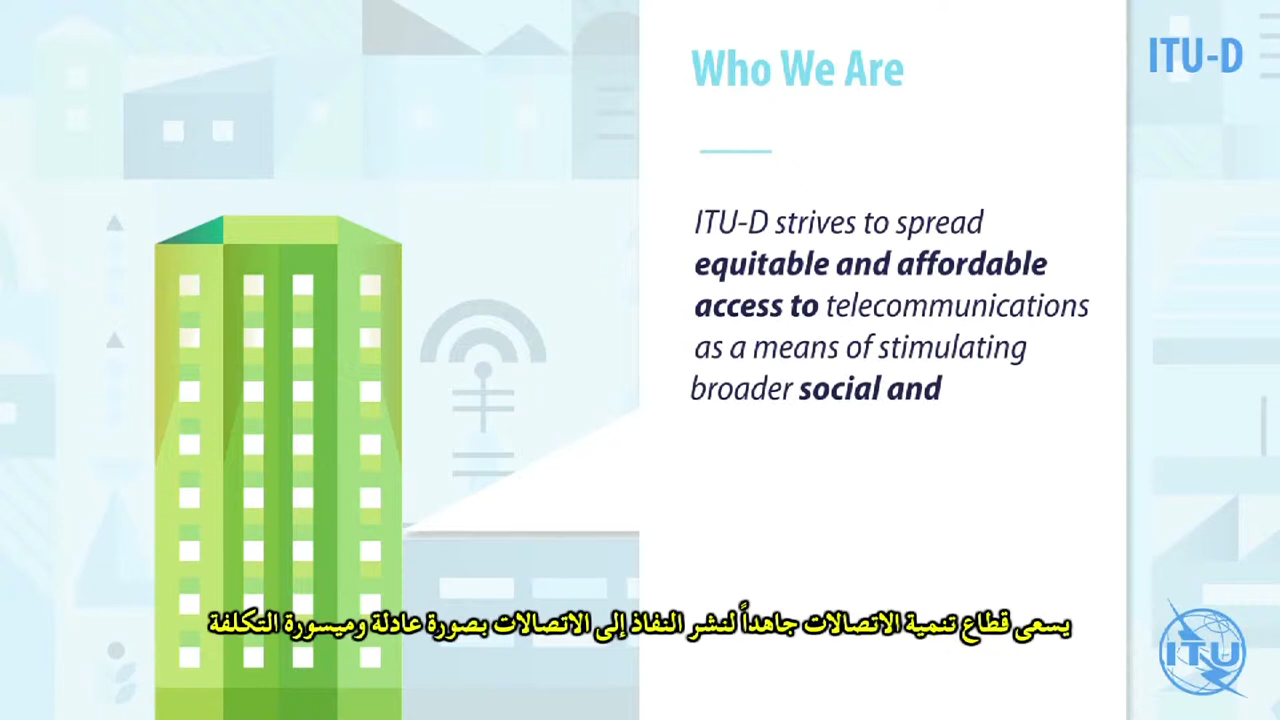 Who We Are
ITU-D
ITU-D strives to spread
equitable and affordable
access to telecommunications
as a means of stimulating
broader social and
يسعى قطاع تنمية الاتصالات جاهداً لنشر النفاذ إلى الاتصالات بصورة عادلة وميسورة التكلفة
ITU